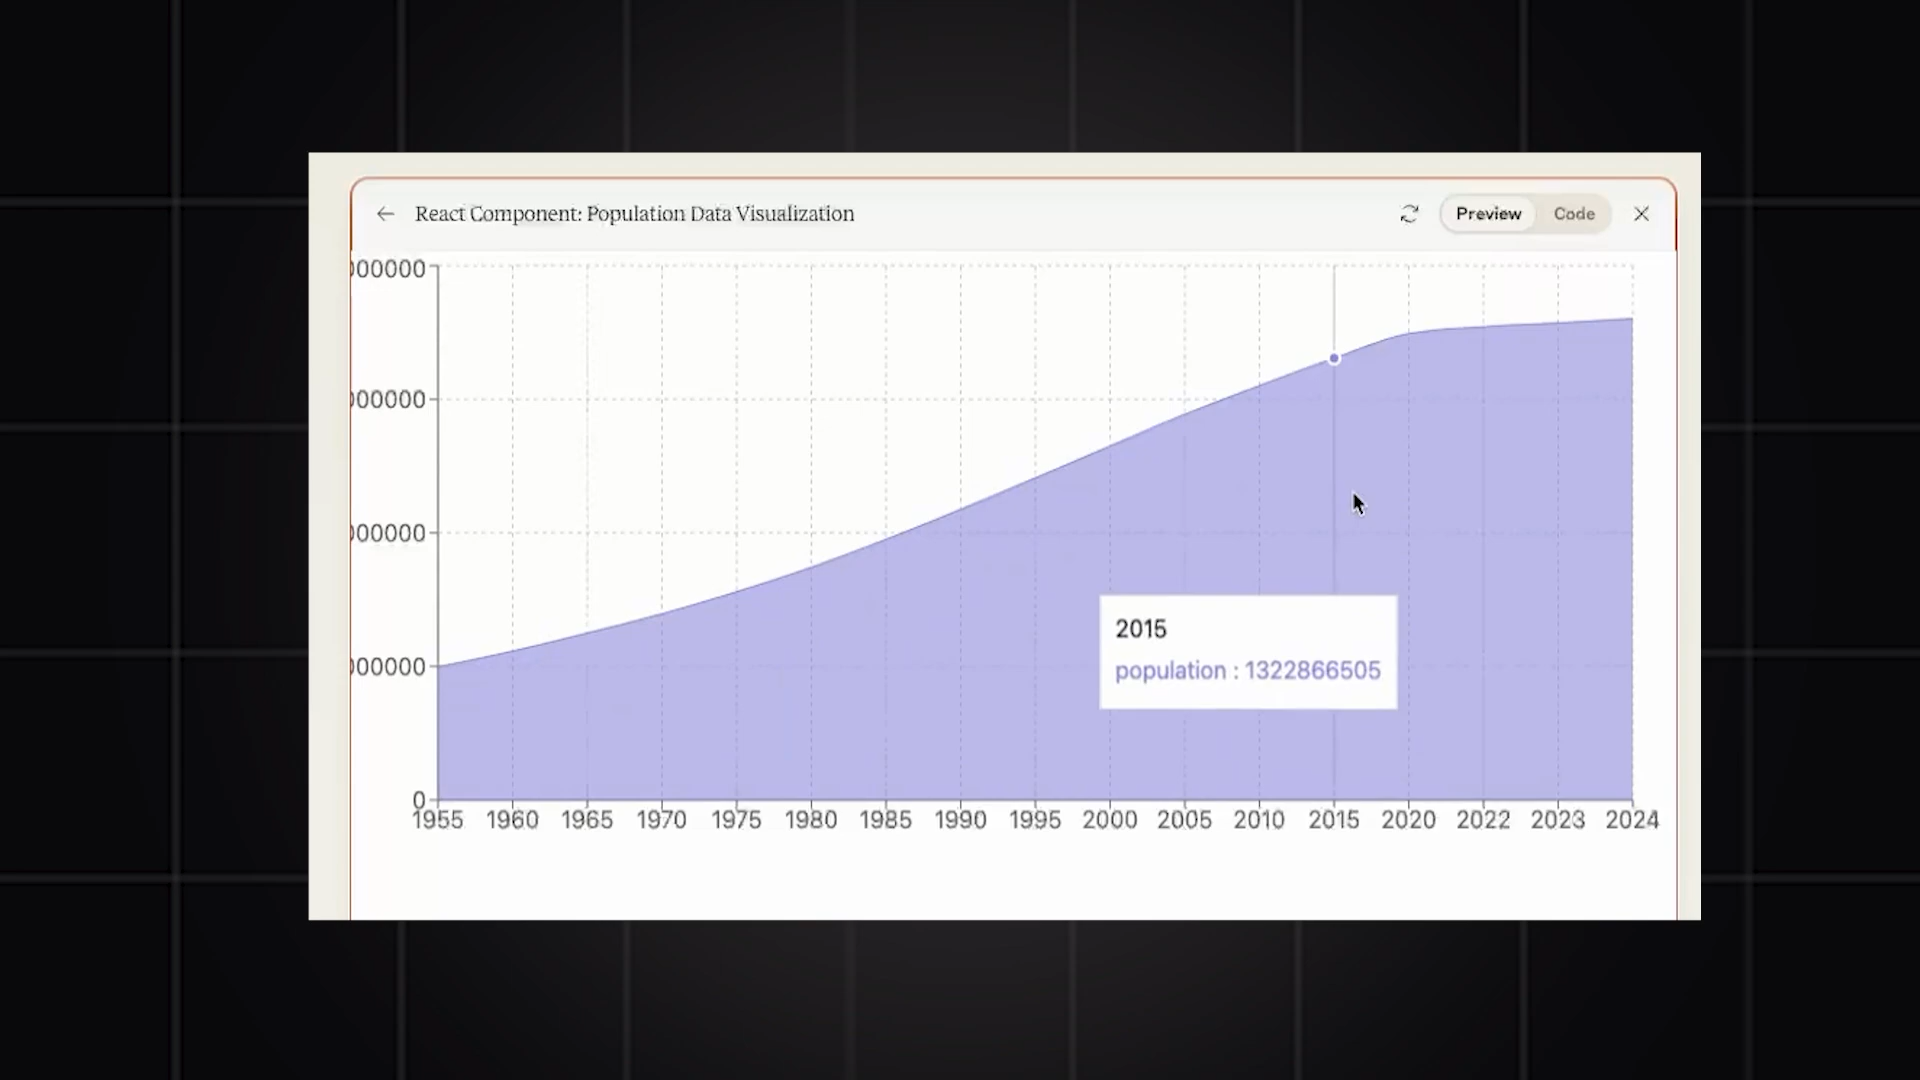 React Component: Population Data Visualization
Preview
Code
000000
000000
000000
000000
0
2015
population : 1322866505
1955 1960 1965 1970 1975 1980 1985 1990 1995 2000 2005 2010 2015 2020 2022 2023 2024